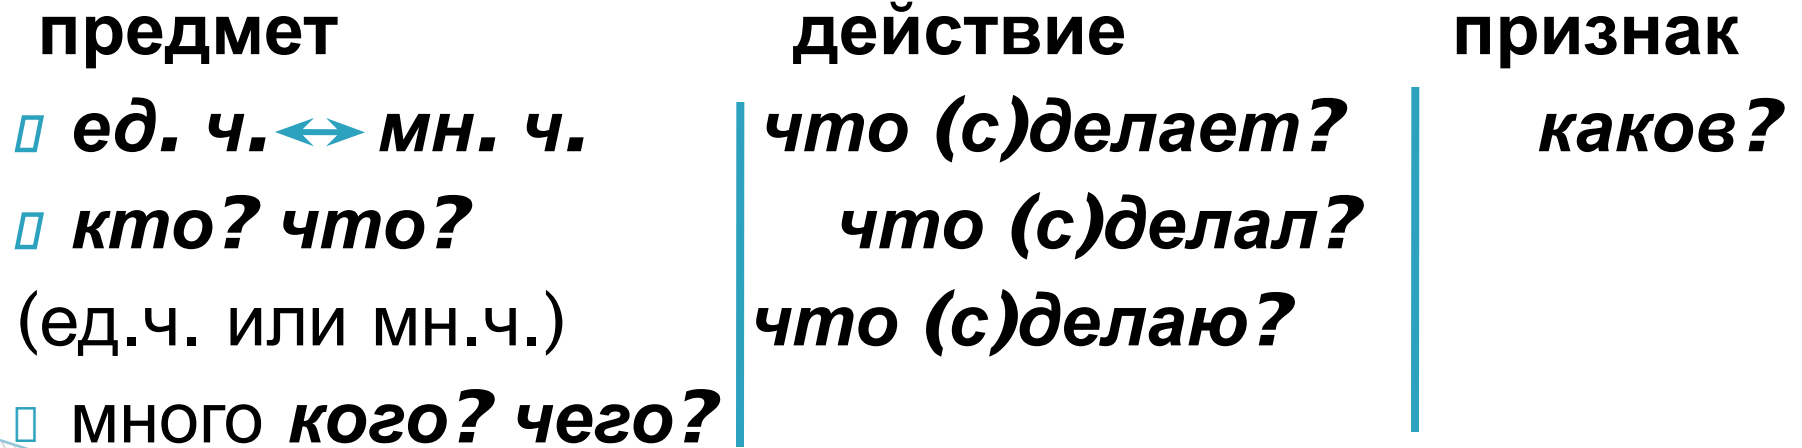 предмет действие признак
ед. ч. ↔ мн. ч. что (с)делает? каков?
кто? что? что (с)делал?
(ед.ч. или мн.ч.) что (с)делаю?
много кого? чего?